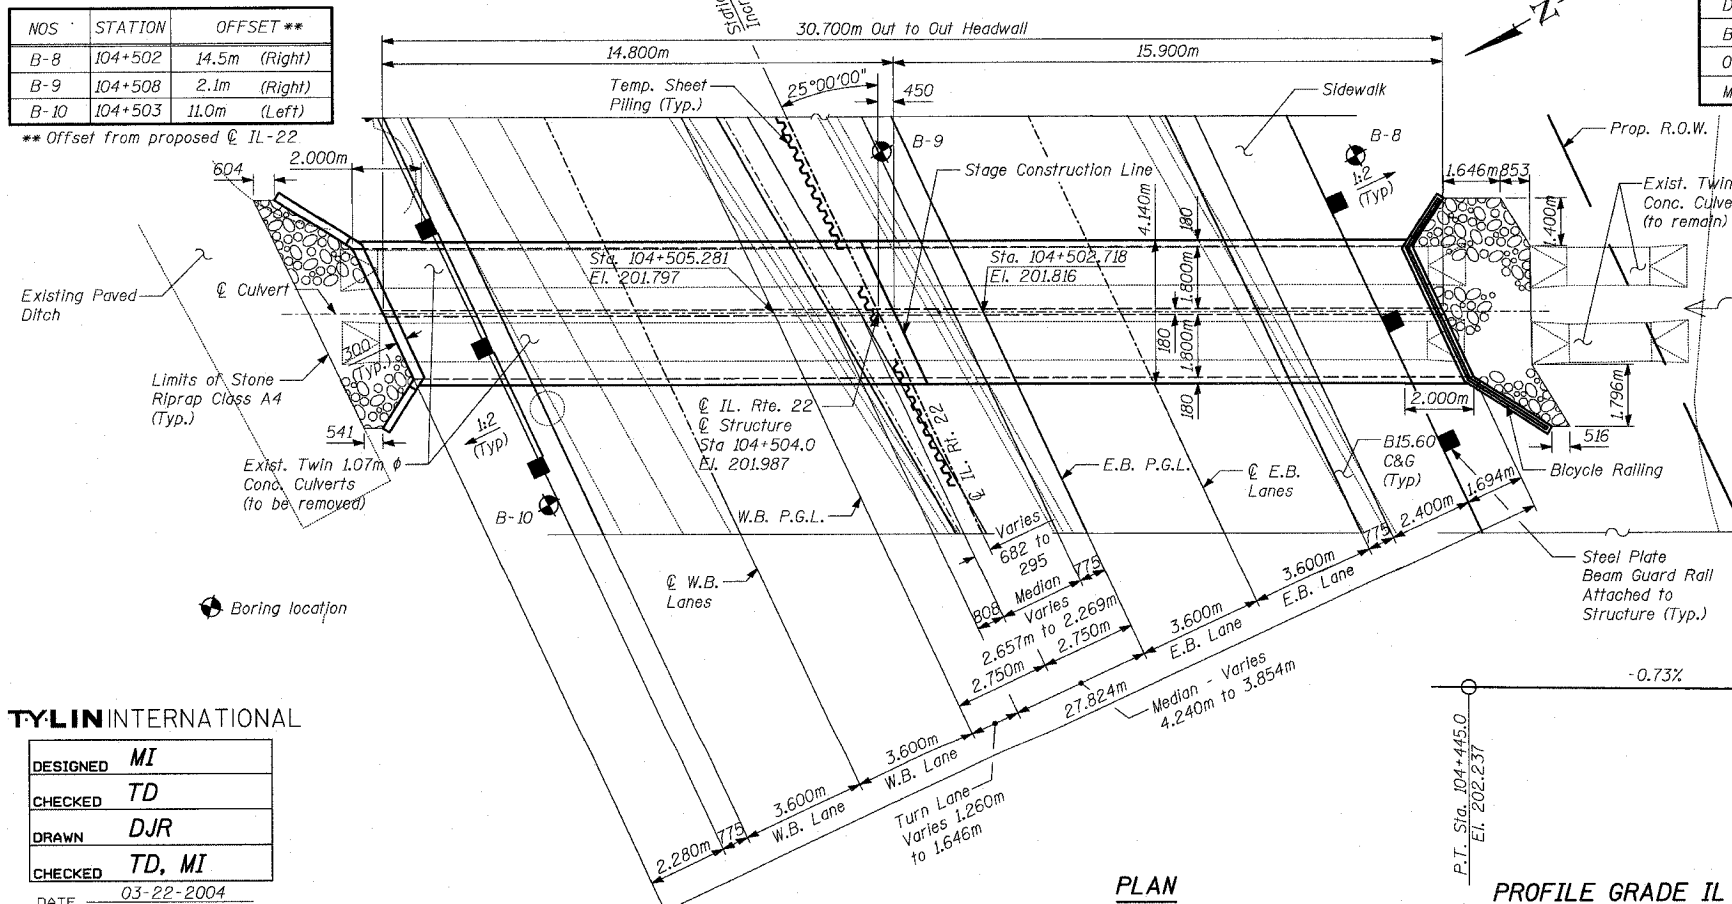 NOS STATION OFFSET **
B-8 104+502 14.5m (Right)
B-9 104+508 2.1m (Right)
B-10 104+503 11.0m (Left)
** Offset from proposed ℄ IL-22
30.700m Out to Out Headwall
14.800m
15.900m
Temp. Sheet
Piling (Typ.)
25°00'00"
450
Sidewalk
B-9
B-8
Stage Construction Line
Prop. R.O.W.
1:2
(Typ)
1.646m
853
Exist. Twin
Conc. Culve
(to remain)
1.400m
604
2.000m
4.140m
180
Sta. 104+505.281
El. 201.797
Sta. 104+502.718
El. 201.816
1.800m
180
1.800m
180
Existing Paved
Ditch
℄ Culvert
300
(Typ.)
Limits of Stone
Riprap Class A4
(Typ.)
541
1:2
(Typ)
Exist. Twin 1.07m ø
Conc. Culverts
(to be removed)
B-10
℄ IL. Rte. 22
℄ Structure
Sta 104+504.0
El. 201.987
℄ IL. Rt. 22
W.B. P.G.L.
E.B. P.G.L.
℄ E.B.
Lanes
B15.60
C&G
(Typ)
2.000m
1.796m
516
Bicycle Railing
1.694m
2.400m
775
Steel Plate
Beam Guard Rail
Attached to
Structure (Typ.)
℄ W.B.
Lanes
Boring location
Varies
682 to
295
775
808
Median
Varies
2.657m to 2.269m
2.750m
2.750m
3.600m
E.B. Lane
3.600m
E.B. Lane
27.824m
Median - Varies
4.240m to 3.854m
3.600m
W.B. Lane
3.600m
W.B. Lane
Turn Lane
Varies 1.260m
to 1.646m
775
2.280m
-0.73%
P.T. Sta. 104+445.0
El. 202.237
TY·LIN INTERNATIONAL
DESIGNED MI
CHECKED TD
DRAWN DJR
CHECKED TD, MI
DATE 03-22-2004
PLAN
PROFILE GRADE IL